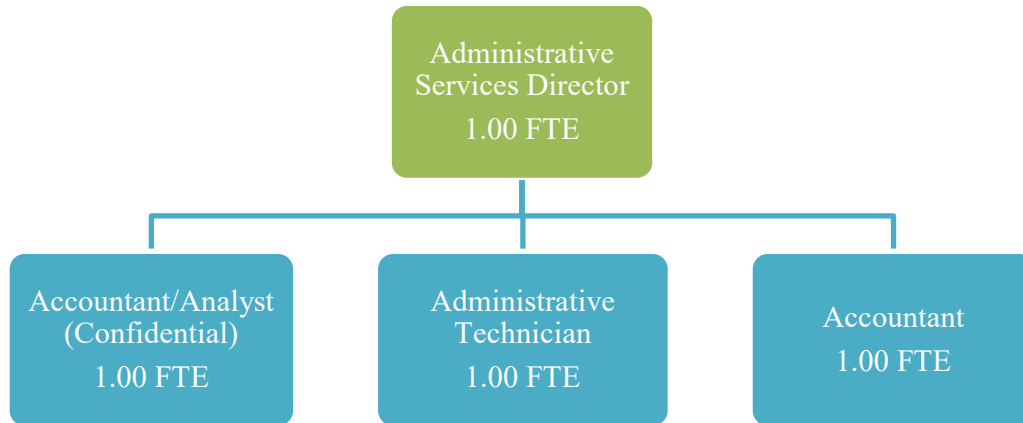 Administrative
Services Director
1.00 FTE
Accountant/Analyst
(Confidential)
1.00 FTE
Administrative
Technician
1.00 FTE
Accountant
1.00 FTE